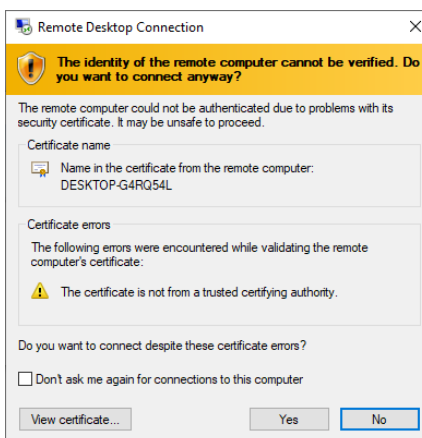 Remote Desktop Connection
The identity of the remote computer cannot be verified. Do
you want to connect anyway?
The remote computer could not be authenticated due to problems with its
security certificate. It may be unsafe to proceed.
Certificate name
Name in the certificate from the remote computer:
DESKTOP-G4RQ54L
Certificate errors
The following errors were encountered while validating the remote
computer's certificate:
The certificate is not from a trusted certifying authority.
Do you want to connect despite these certificate errors?
Don't ask me again for connections to this computer
View certificate... Yes No